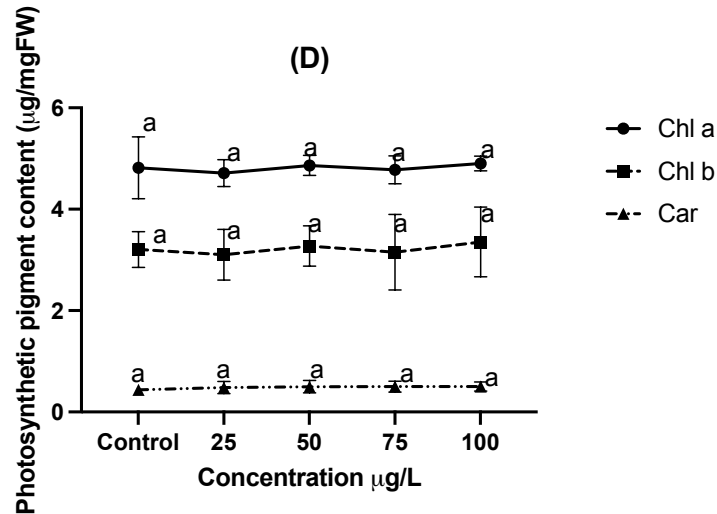 (D)
Photosynthetic pigment content (μg/mgFW)
6
4
2
0
a a a a a
a a a a a
a a a a a
Control 25 50 75 100
Concentration μg/L
Chl a
Chl b
Car